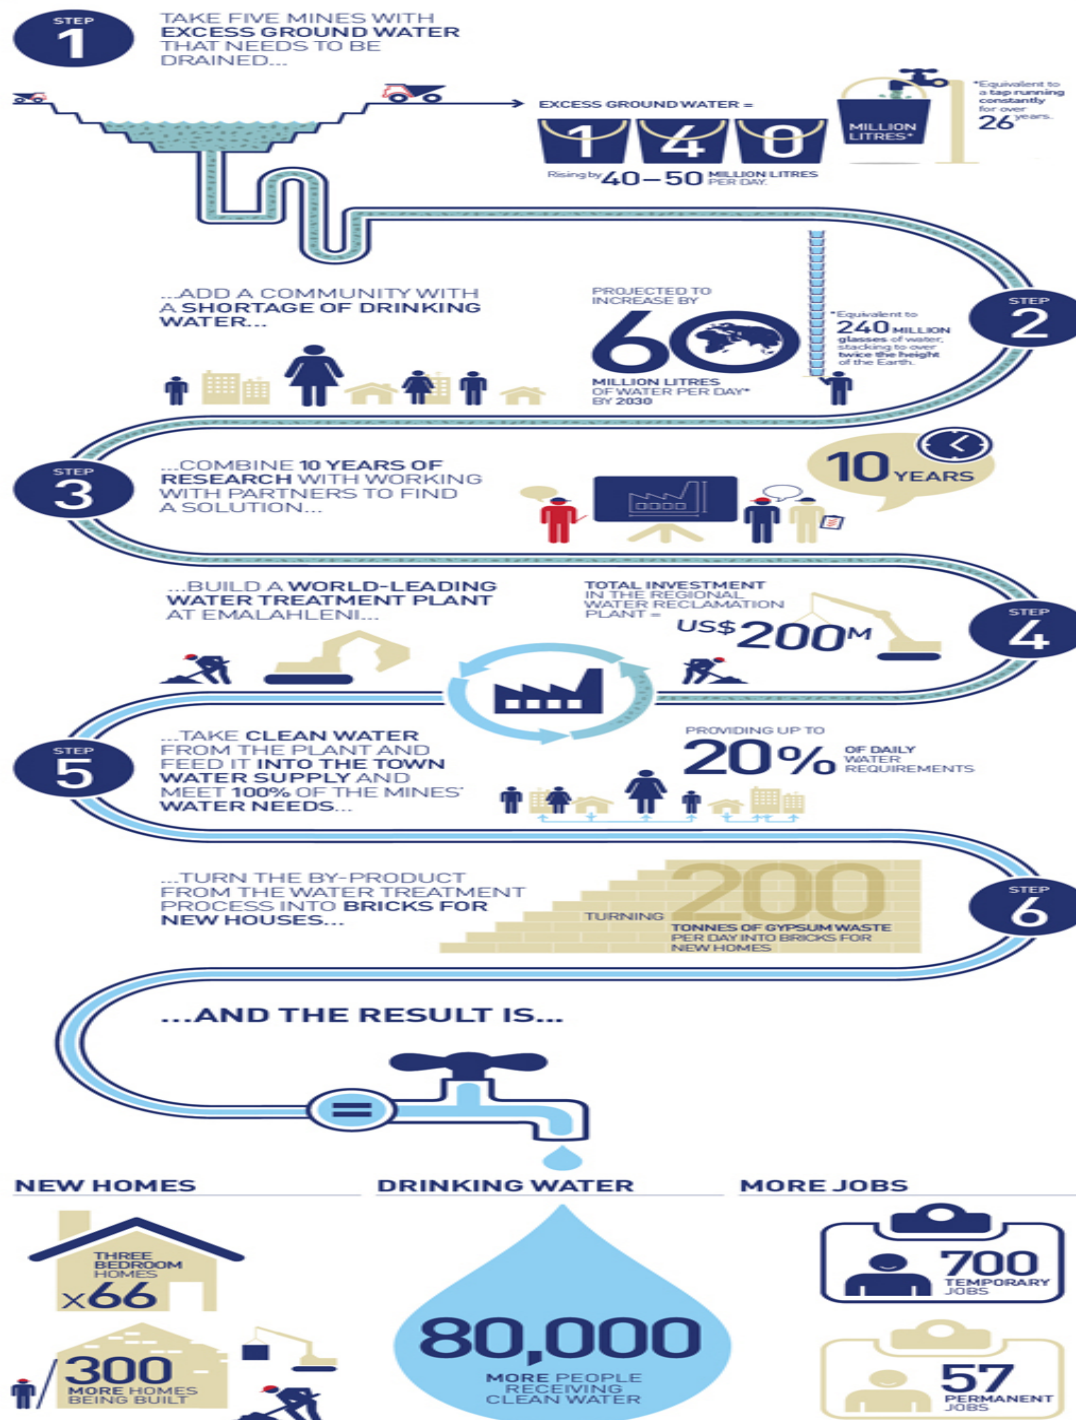 STEP
1
TAKE FIVE MINES WITH
EXCESS GROUND WATER
THAT NEEDS TO BE
DRAINED...
EXCESS GROUND WATER =
140
MILLION
LITRES*
Rising by 40–50 MILLION LITRES
PER DAY.
*Equivalent to
a tap running
constantly
for over
26 years.
STEP
2
...ADD A COMMUNITY WITH
A SHORTAGE OF DRINKING
WATER...
PROJECTED TO
INCREASE BY
60
MILLION LITRES
OF WATER PER DAY*
BY 2030
*Equivalent to
240 MILLION
glasses of water,
stacking to over
twice the height
of the Earth.
STEP
3
...COMBINE 10 YEARS OF
RESEARCH WITH WORKING
WITH PARTNERS TO FIND
A SOLUTION...
10 YEARS
STEP
4
...BUILD A WORLD-LEADING
WATER TREATMENT PLANT
AT EMALAHLENI...
TOTAL INVESTMENT
IN THE REGIONAL
WATER RECLAMATION
PLANT =
US$200M
STEP
5
...TAKE CLEAN WATER
FROM THE PLANT AND
FEED IT INTO THE TOWN
WATER SUPPLY AND
MEET 100% OF THE MINES'
WATER NEEDS...
PROVIDING UP TO
20% OF DAILY
WATER
REQUIREMENTS
STEP
6
...TURN THE BY-PRODUCT
FROM THE WATER TREATMENT
PROCESS INTO BRICKS FOR
NEW HOUSES...
TURNING 200
TONNES OF GYPSUM WASTE
PER DAY INTO BRICKS FOR
NEW HOMES
...AND THE RESULT IS...
=
NEW HOMES
THREE
BEDROOM
HOMES
x66
300
MORE HOMES
BEING BUILT
DRINKING WATER
80,000
MORE PEOPLE
RECEIVING
CLEAN WATER
MORE JOBS
700
TEMPORARY
JOBS
57
PERMANENT
JOBS